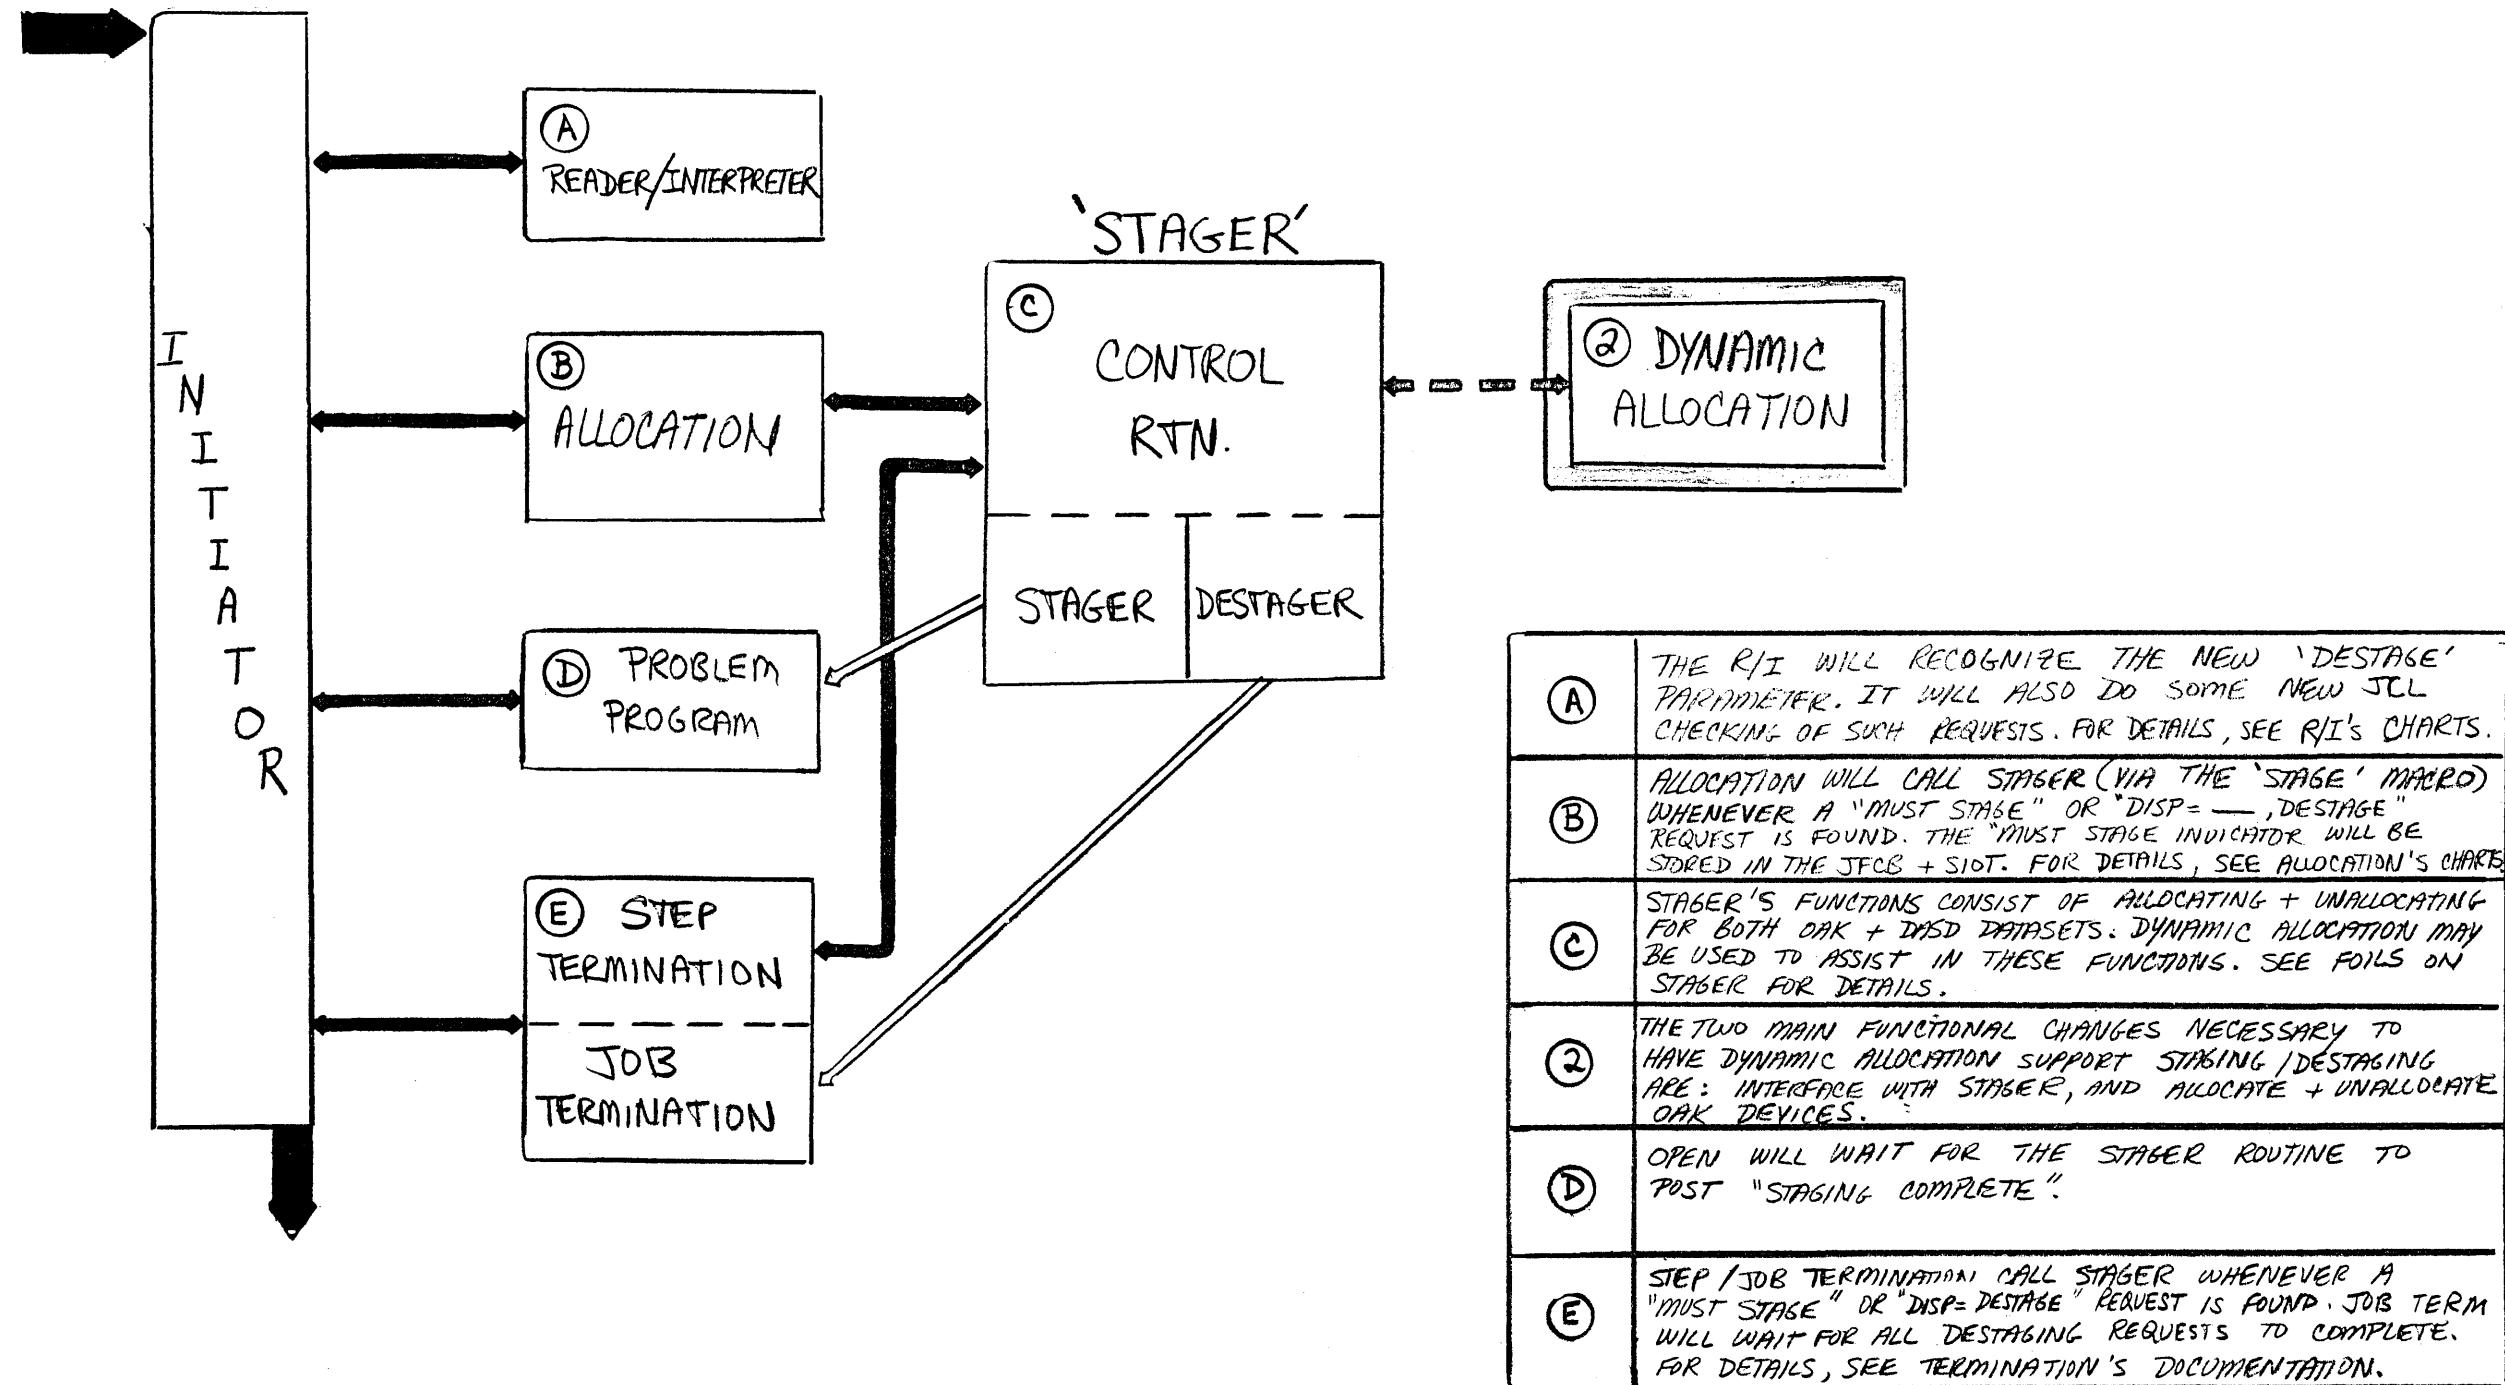 INITIATOR
A
READER/INTERPRETER
B
ALLOCATION
D PROBLEM
PROGRAM
E STEP
TERMINATION
JOB
TERMINATION
'STAGER'
C
CONTROL
RTN.
STAGER
DESTAGER
2 DYNAMIC
ALLOCATION
A
THE R/I WILL RECOGNIZE THE NEW 'DESTAGE'
PARAMETER. IT WILL ALSO DO SOME NEW JCL
CHECKING OF SUCH REQUESTS. FOR DETAILS, SEE R/I'S CHARTS.
B
ALLOCATION WILL CALL STAGER (VIA THE 'STAGE' MACRO)
WHENEVER A "MUST STAGE" OR "DISP= —, DESTAGE"
REQUEST IS FOUND. THE "MUST STAGE INDICATOR WILL BE
STORED IN THE JFCB + SIOT. FOR DETAILS, SEE ALLOCATION'S CHARTS.
C
STAGER'S FUNCTIONS CONSIST OF ALLOCATING + UNALLOCATING
FOR BOTH OAK + DASD DATASETS. DYNAMIC ALLOCATION MAY
BE USED TO ASSIST IN THESE FUNCTIONS. SEE FOILS ON
STAGER FOR DETAILS.
2
THE TWO MAIN FUNCTIONAL CHANGES NECESSARY TO
HAVE DYNAMIC ALLOCATION SUPPORT STAGING/DESTAGING
ARE: INTERFACE WITH STAGER, AND ALLOCATE + UNALLOCATE
OAK DEVICES.
D
OPEN WILL WAIT FOR THE STAGER ROUTINE TO
POST "STAGING COMPLETE".
E
STEP/JOB TERMINATION CALL STAGER WHENEVER A
"MUST STAGE" OR "DISP= DESTAGE" REQUEST IS FOUND. JOB TERM
WILL WAIT FOR ALL DESTAGING REQUESTS TO COMPLETE.
FOR DETAILS, SEE TERMINATION'S DOCUMENTATION.